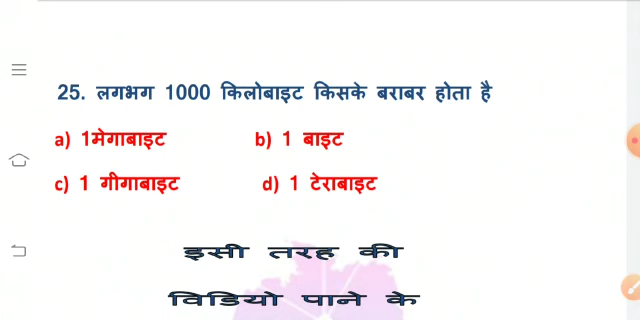 25. लगभग 1000 किलोबाइट किसके बराबर होता है
a) 1मेगाबाइट b) 1 बाइट
c) 1 गीगाबाइट d) 1 टेराबाइट
इसी तरह की
विडियो पाने के